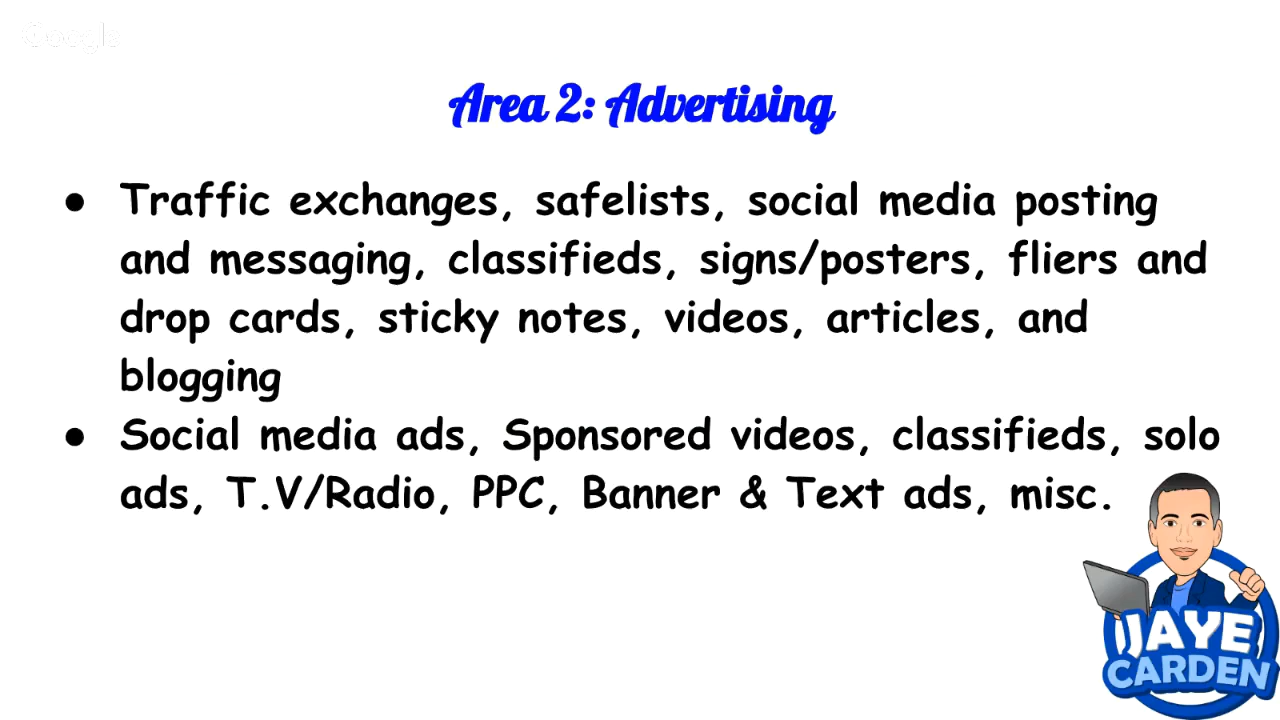 Google
Area 2: Advertising
● Traffic exchanges, safelists, social media posting
and messaging, classifieds, signs/posters, fliers and
drop cards, sticky notes, videos, articles, and
blogging
● Social media ads, Sponsored videos, classifieds, solo
ads, T.V/Radio, PPC, Banner & Text ads, misc.
JAYE
CARDEN